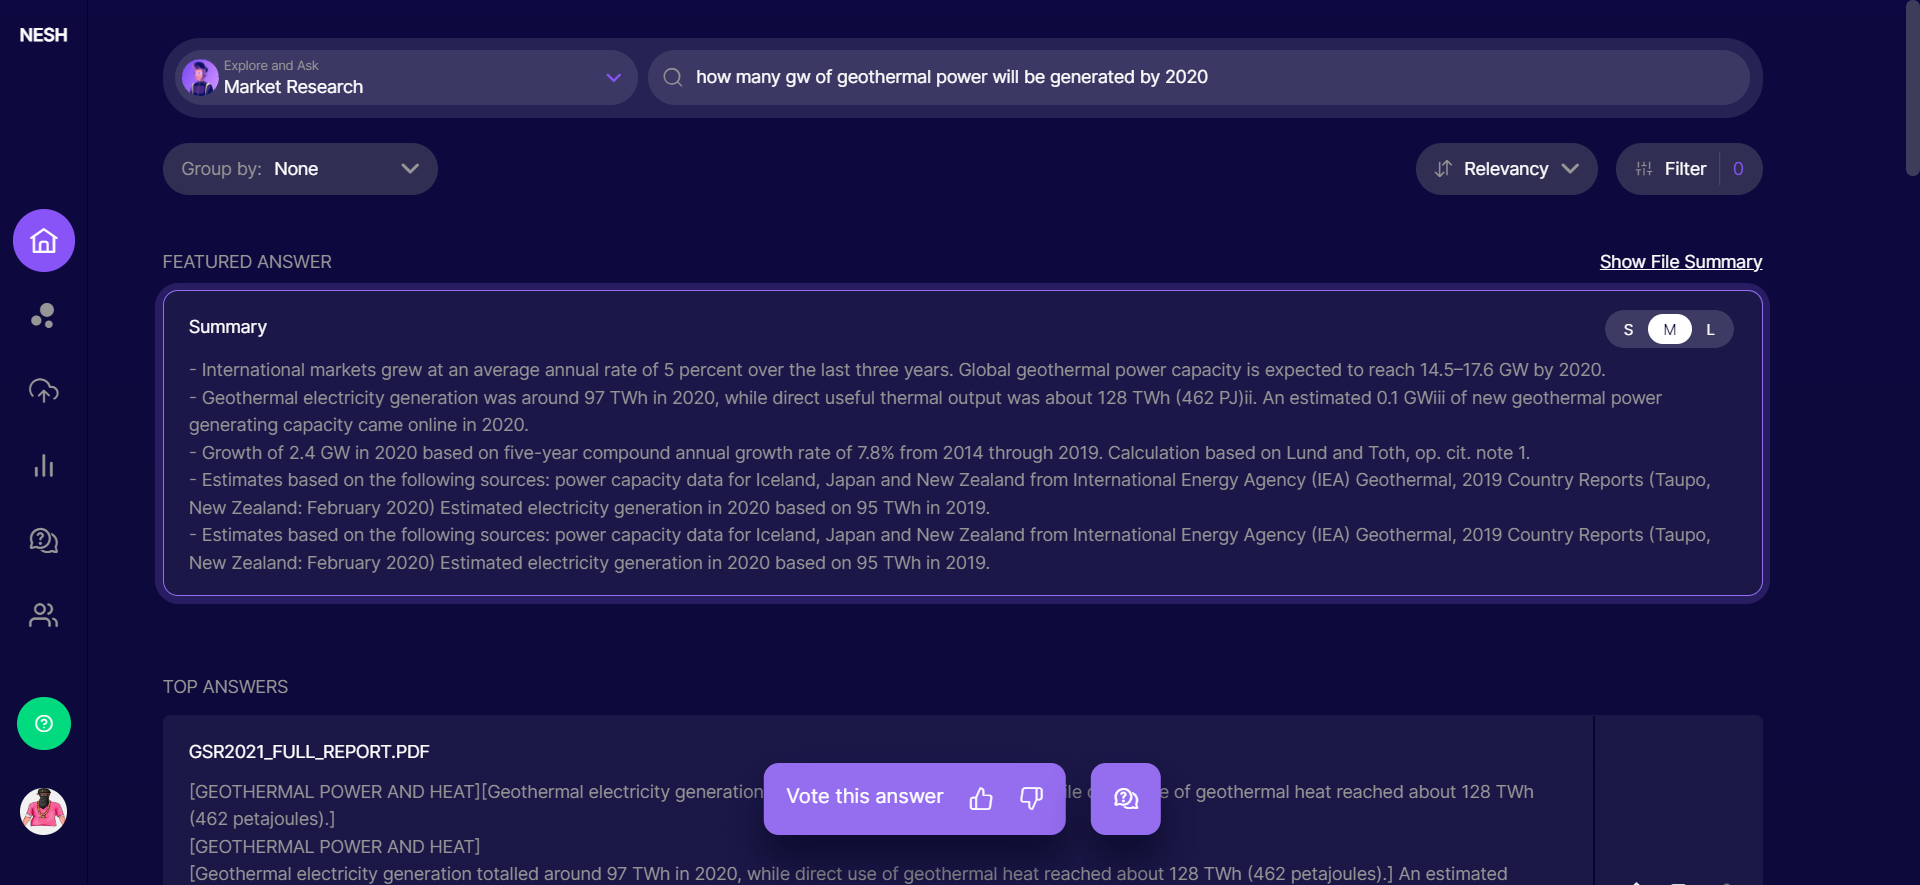 NESH
Explore and Ask
Market Research
how many gw of geothermal power will be generated by 2020
Group by: None
Relevancy
Filter 0
FEATURED ANSWER
Show File Summary
Summary
S M L
- International markets grew at an average annual rate of 5 percent over the last three years. Global geothermal power capacity is expected to reach 14.5–17.6 GW by 2020.
- Geothermal electricity generation was around 97 TWh in 2020, while direct useful thermal output was about 128 TWh (462 PJ)ii. An estimated 0.1 GWiii of new geothermal power
generating capacity came online in 2020.
- Growth of 2.4 GW in 2020 based on five-year compound annual growth rate of 7.8% from 2014 through 2019. Calculation based on Lund and Toth, op. cit. note 1.
- Estimates based on the following sources: power capacity data for Iceland, Japan and New Zealand from International Energy Agency (IEA) Geothermal, 2019 Country Reports (Taupo,
New Zealand: February 2020) Estimated electricity generation in 2020 based on 95 TWh in 2019.
- Estimates based on the following sources: power capacity data for Iceland, Japan and New Zealand from International Energy Agency (IEA) Geothermal, 2019 Country Reports (Taupo,
New Zealand: February 2020) Estimated electricity generation in 2020 based on 95 TWh in 2019.
TOP ANSWERS
GSR2021_FULL_REPORT.PDF
[GEOTHERMAL POWER AND HEAT][Geothermal electricity generation of geothermal heat reached about 128 TWh
Vote this answer
(462 petajoules).]
[GEOTHERMAL POWER AND HEAT]
[Geothermal electricity generation totalled around 97 TWh in 2020, while direct use of geothermal heat reached about 128 TWh (462 petajoules).] An estimated